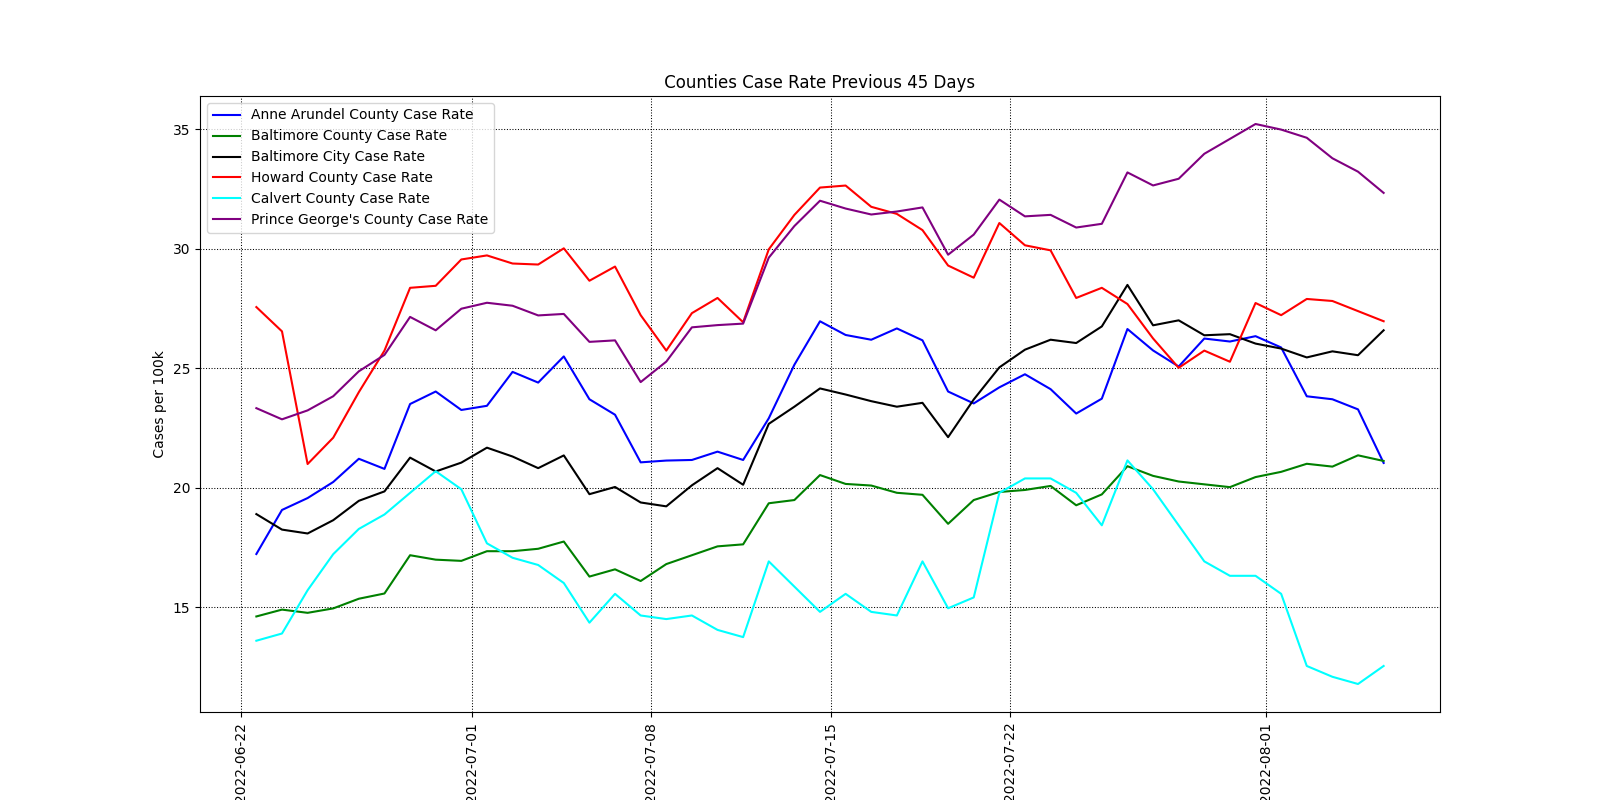 Counties Case Rate Previous 45 Days
Anne Arundel County Case Rate
Baltimore County Case Rate
Baltimore City Case Rate
Howard County Case Rate
Calvert County Case Rate
Prince George's County Case Rate
Cases per 100k
35
30
25
20
15
2022-06-22
2022-07-01
2022-07-08
2022-07-15
2022-07-22
2022-08-01